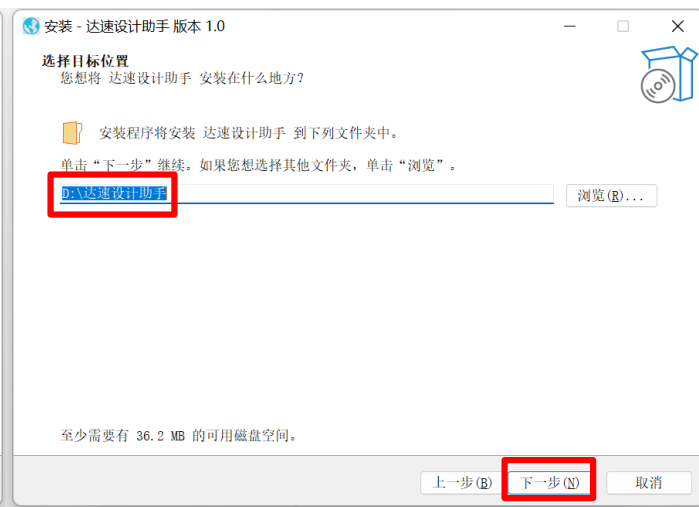 安装 - 达速设计助手 版本 1.0
选择目标位置
您想将 达速设计助手 安装在什么地方?
安装程序将安装 达速设计助手 到下列文件夹中。
单击“下一步”继续。如果您想选择其他文件夹，单击“浏览”。
D:\达速设计助手
浏览(R)...
至少需要有 36.2 MB 的可用磁盘空间。
上一步(B) 下一步(N) 取消